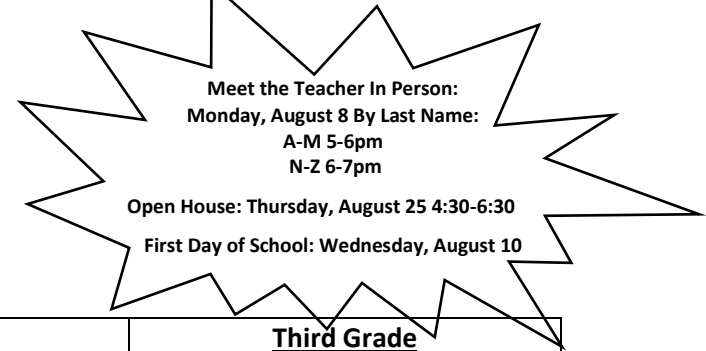 Meet the Teacher In Person:
Monday, August 8 By Last Name:
A-M 5-6pm
N-Z 6-7pm
Open House: Thursday, August 25 4:30-6:30
First Day of School: Wednesday, August 10
Third Grade